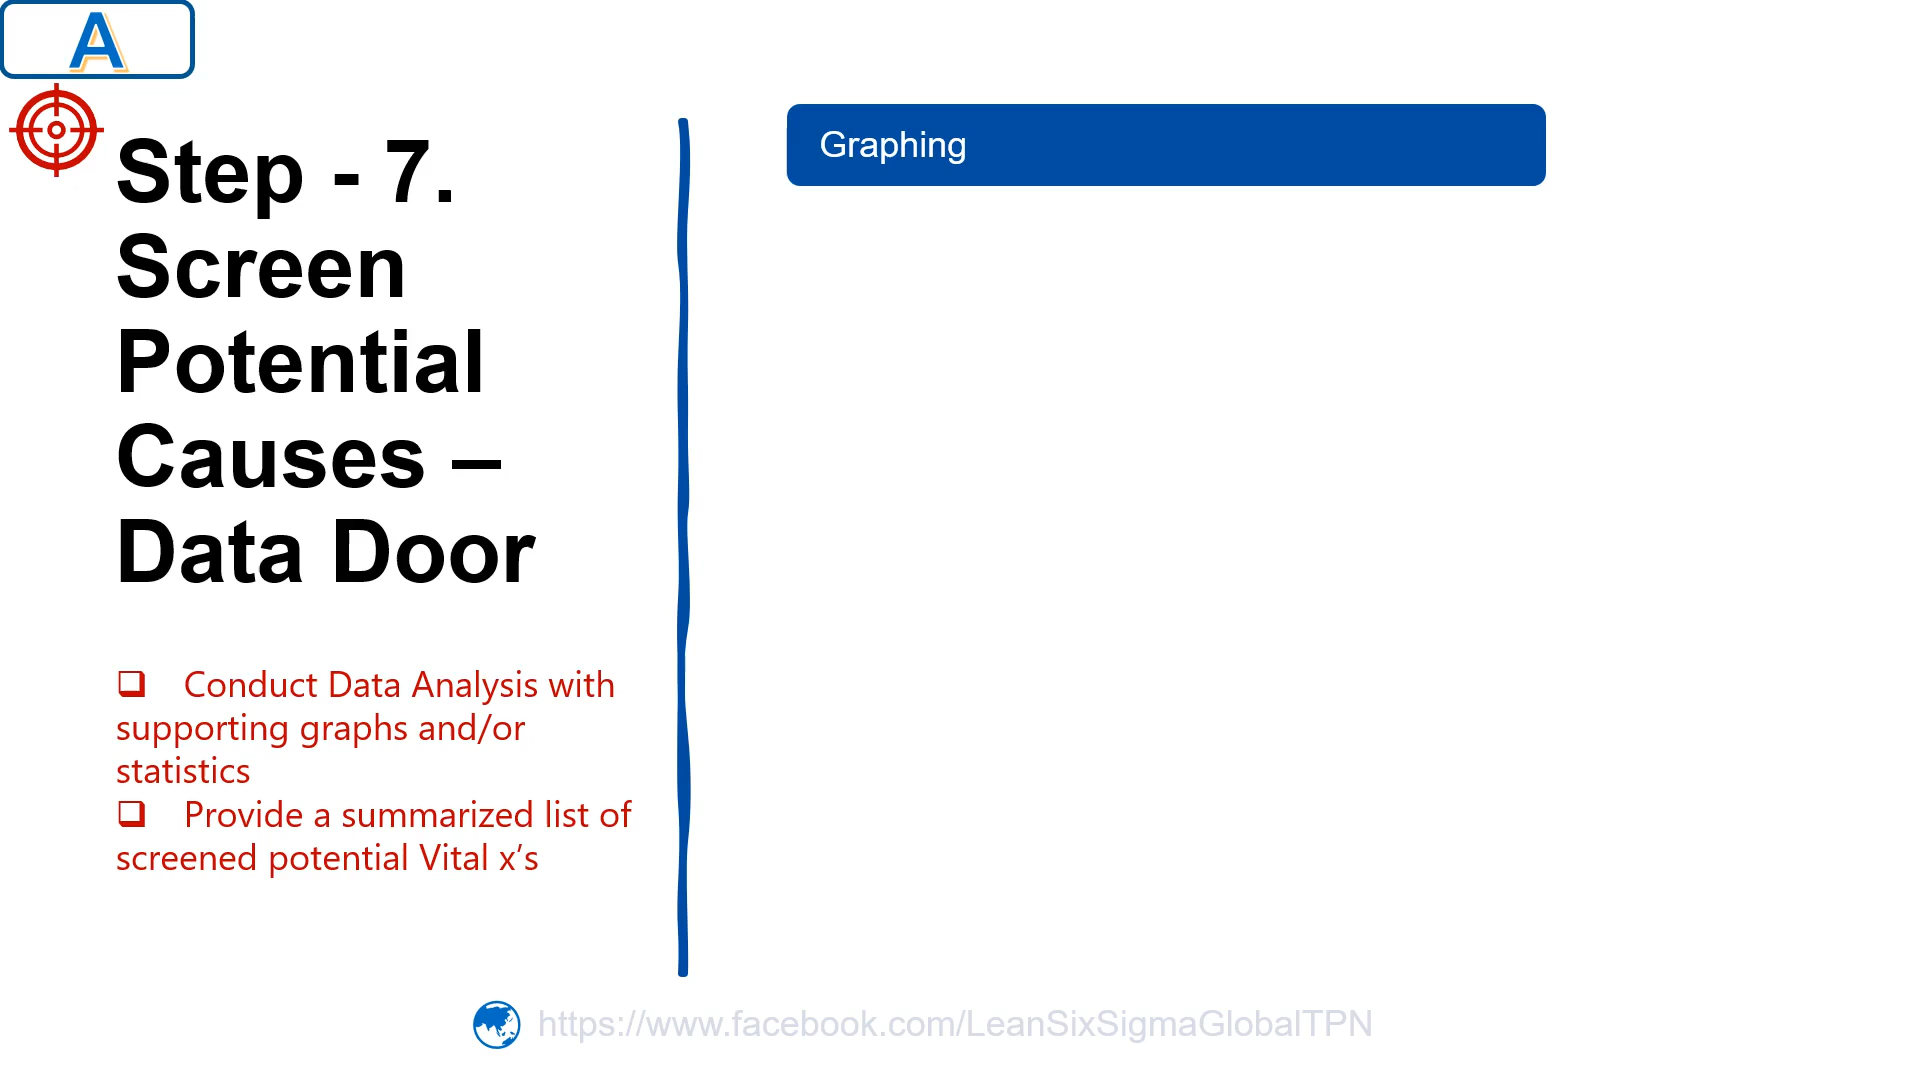 A
Step - 7.
Screen
Potential
Causes –
Data Door
❑ Conduct Data Analysis with
supporting graphs and/or
statistics
❑ Provide a summarized list of
screened potential Vital x’s
Graphing
https://www.facebook.com/LeanSixSigmaGlobalTPN